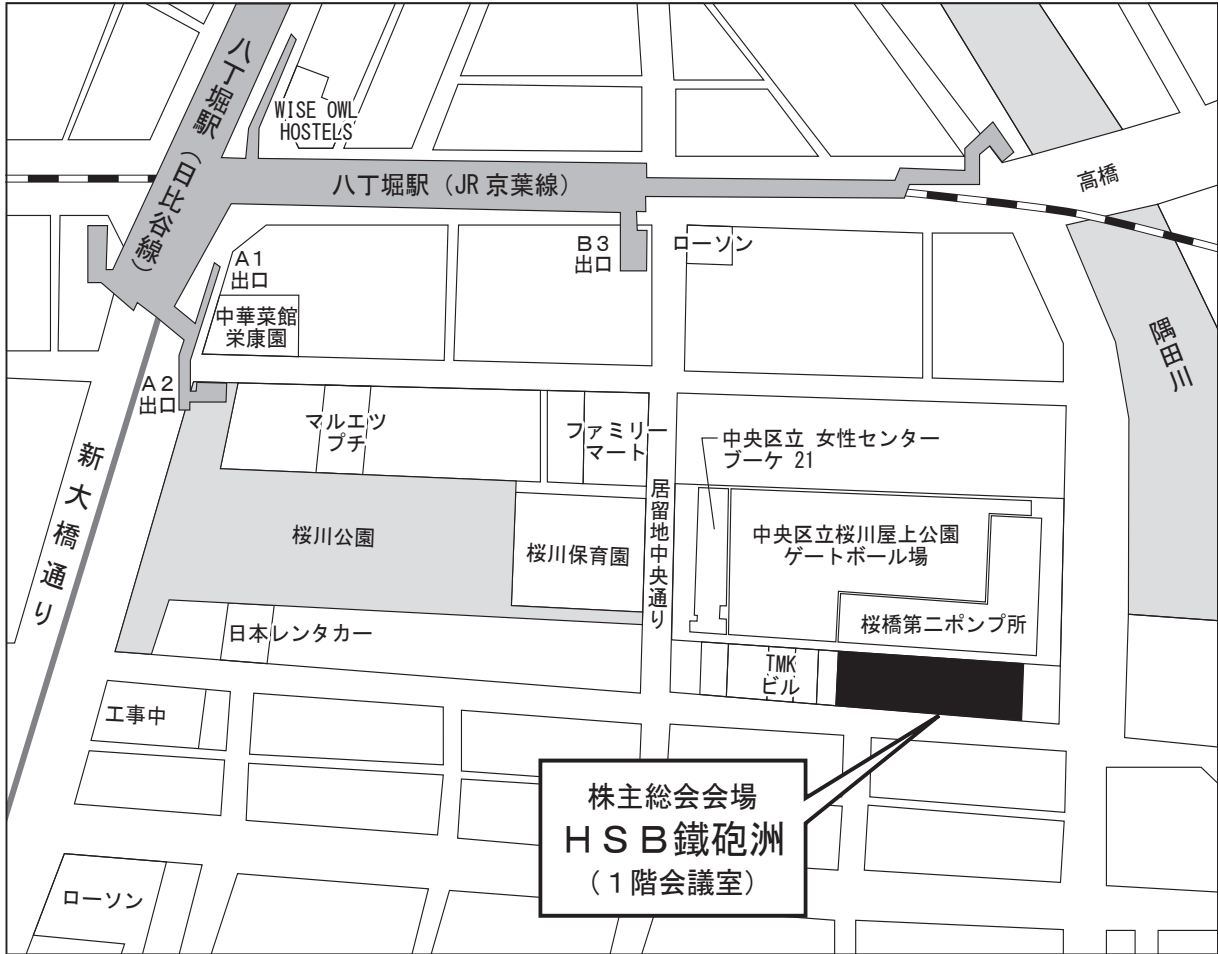 八丁堀駅(日比谷線)
WISE OWL
HOSTELS
八丁堀駅(JR京葉線)
高橋
A1
出口
B3
出口
ローソン
中華菜館
栄康園
隅田川
A2
出口
マルエツ
プチ
ファミリー
マート
中央区立 女性センター
ブーケ 21
新大橋通り
居留地中央通り
桜川公園
桜川保育園
中央区立桜川屋上公園
ゲートボール場
桜橋第二ポンプ所
日本レンタカー
TMK
ビル
工事中
株主総会会場
HSB鐵砲洲
(1階会議室)
ローソン